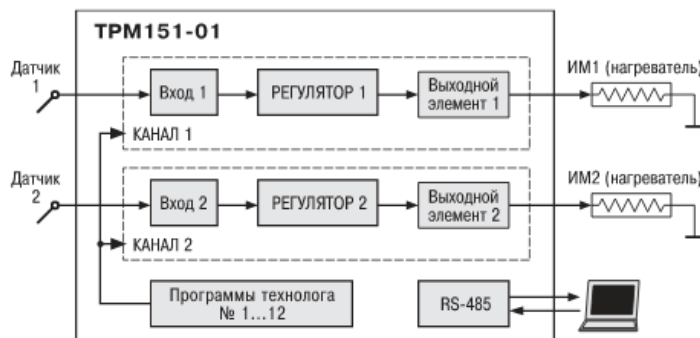 ТРМ151-01
Датчик
1
Вход 1
РЕГУЛЯТОР 1
Выходной
элемент 1
ИМ1 (нагреватель)
КАНАЛ 1
Датчик
2
Вход 2
РЕГУЛЯТОР 2
Выходной
элемент 2
ИМ2 (нагреватель)
КАНАЛ 2
Программы технолога
№ 1...12
RS-485